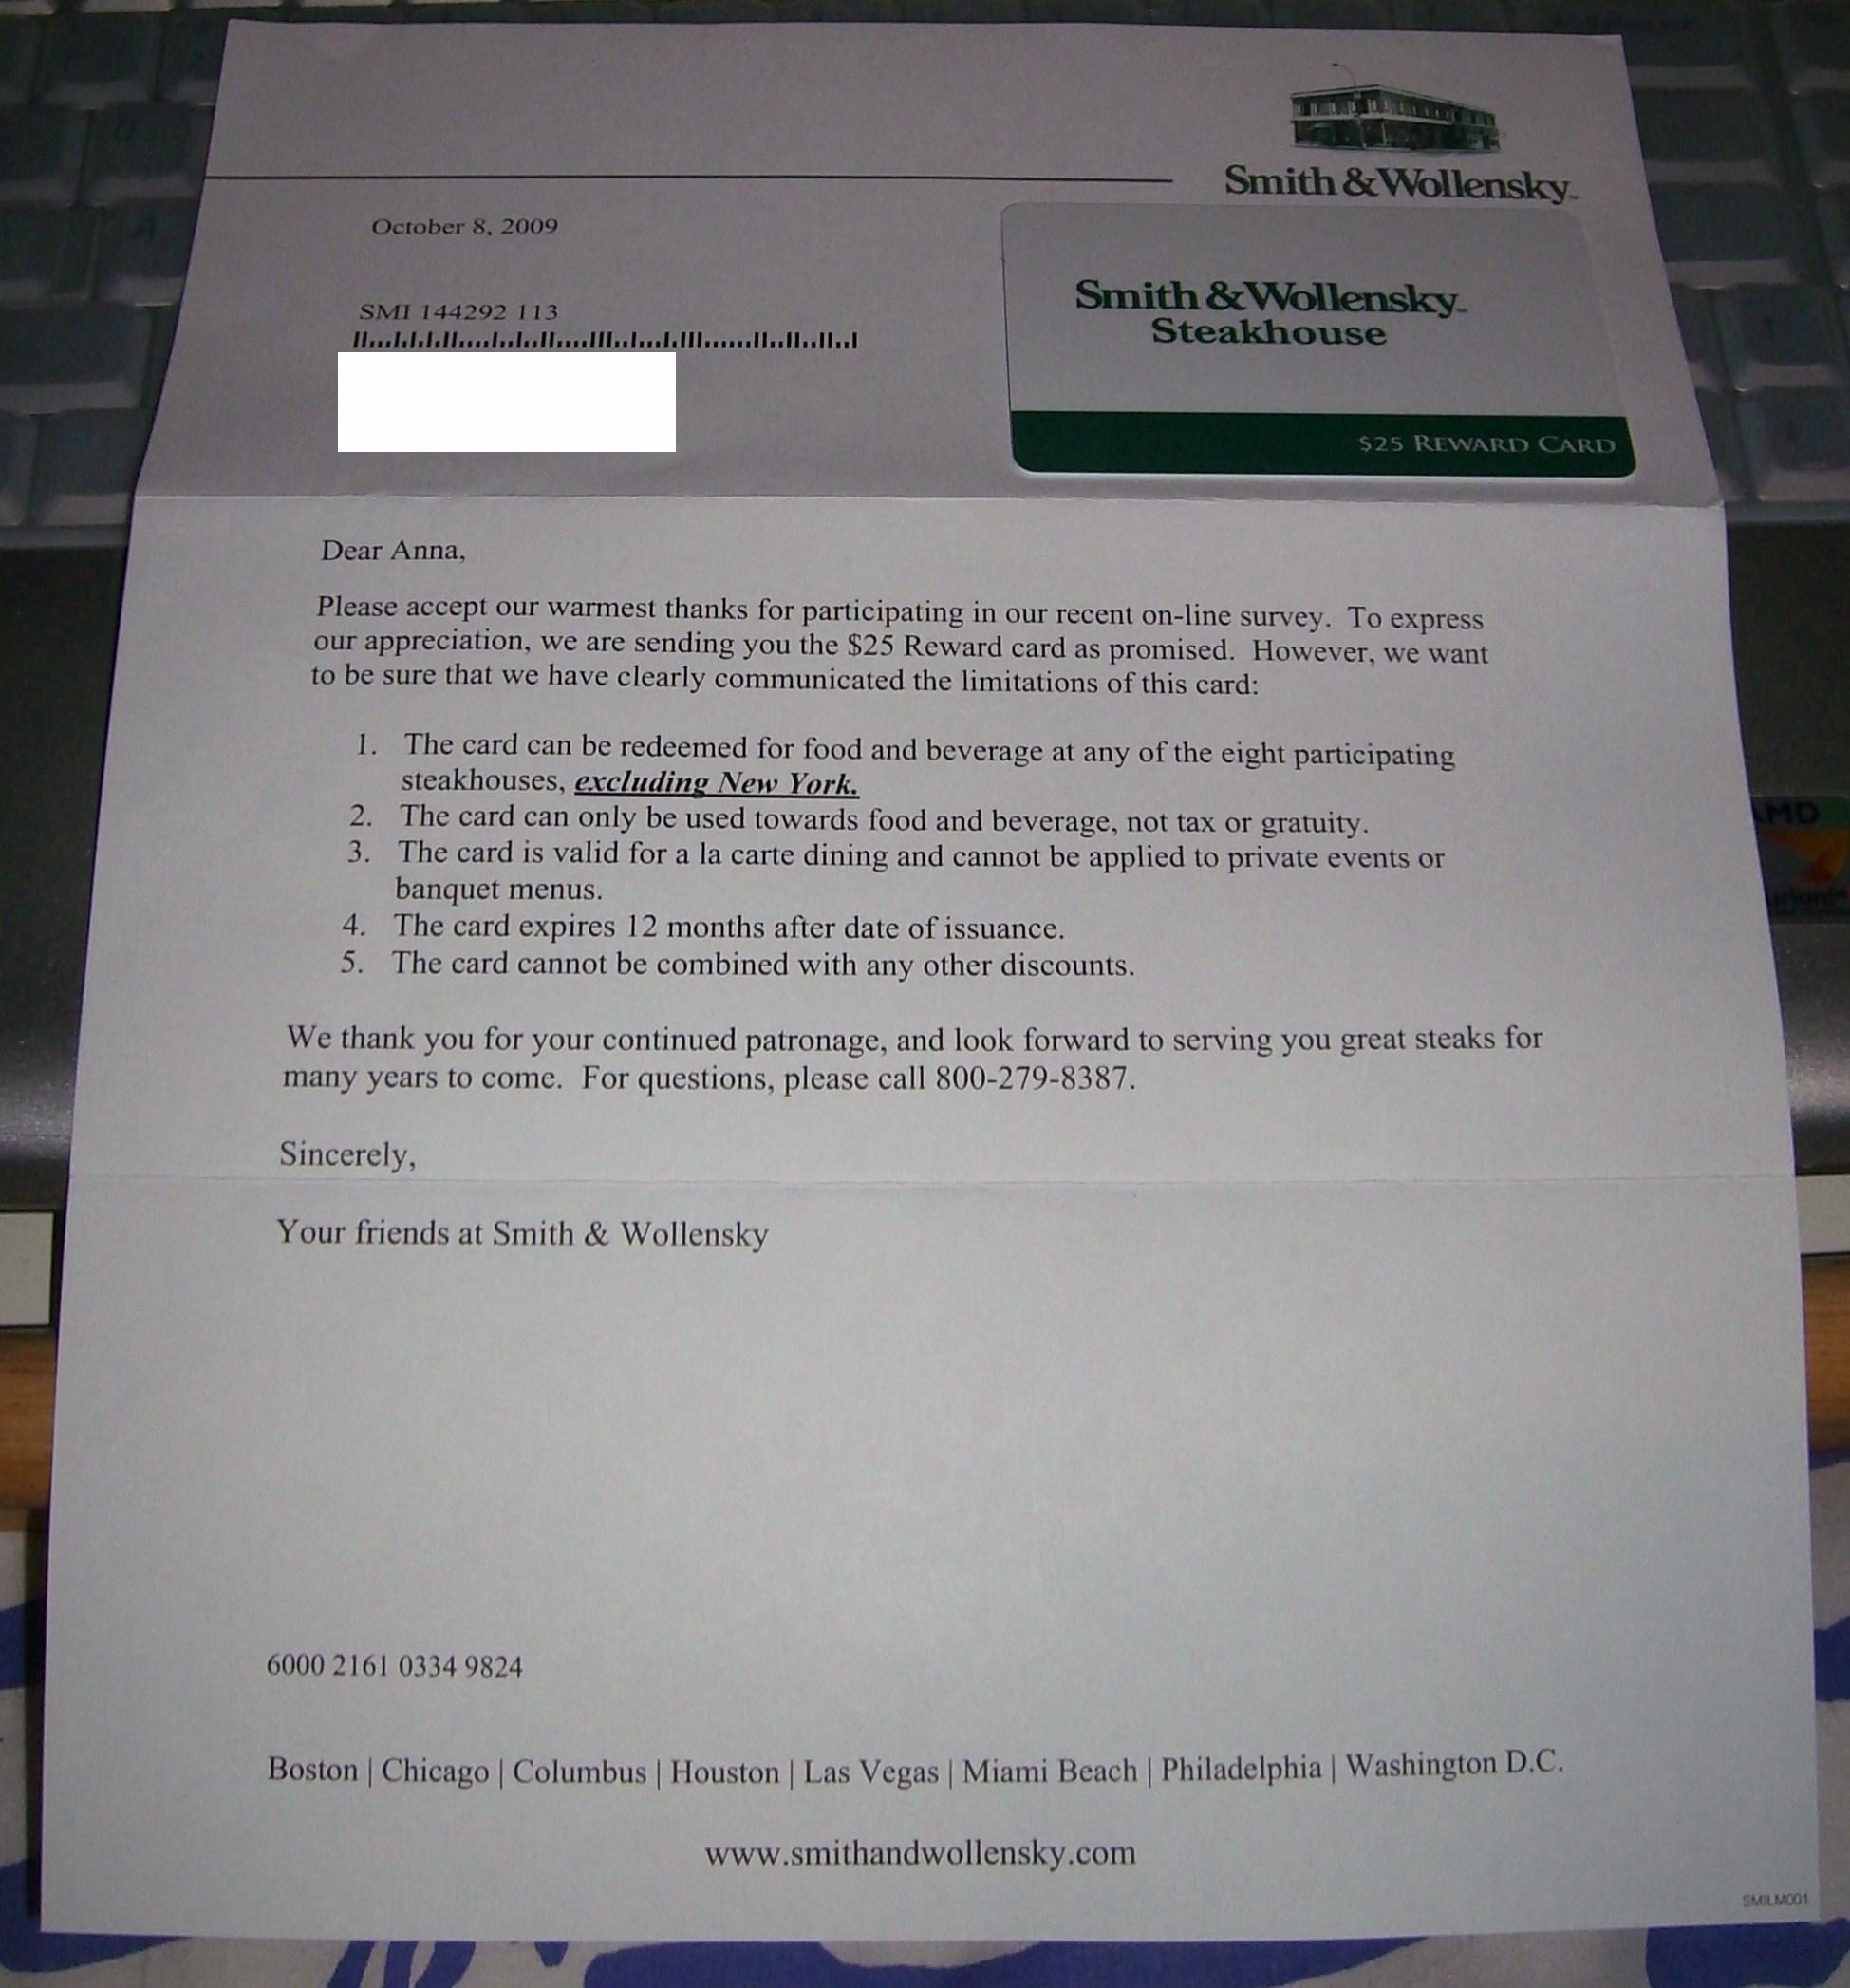 Smith & Wollensky™
October 8, 2009
SMI 144292 113
Smith & Wollensky™
Steakhouse
$25 REWARD CARD
Dear Anna,
Please accept our warmest thanks for participating in our recent on-line survey. To express
our appreciation, we are sending you the $25 Reward card as promised. However, we want
to be sure that we have clearly communicated the limitations of this card:
1. The card can be redeemed for food and beverage at any of the eight participating
steakhouses, excluding New York.
2. The card can only be used towards food and beverage, not tax or gratuity.
3. The card is valid for a la carte dining and cannot be applied to private events or
banquet menus.
4. The card expires 12 months after date of issuance.
5. The card cannot be combined with any other discounts.
We thank you for your continued patronage, and look forward to serving you great steaks for
many years to come. For questions, please call 800-279-8387.
Sincerely,
Your friends at Smith & Wollensky
6000 2161 0334 9824
Boston | Chicago | Columbus | Houston | Las Vegas | Miami Beach | Philadelphia | Washington D.C.
www.smithandwollensky.com
SMILM001
AMD